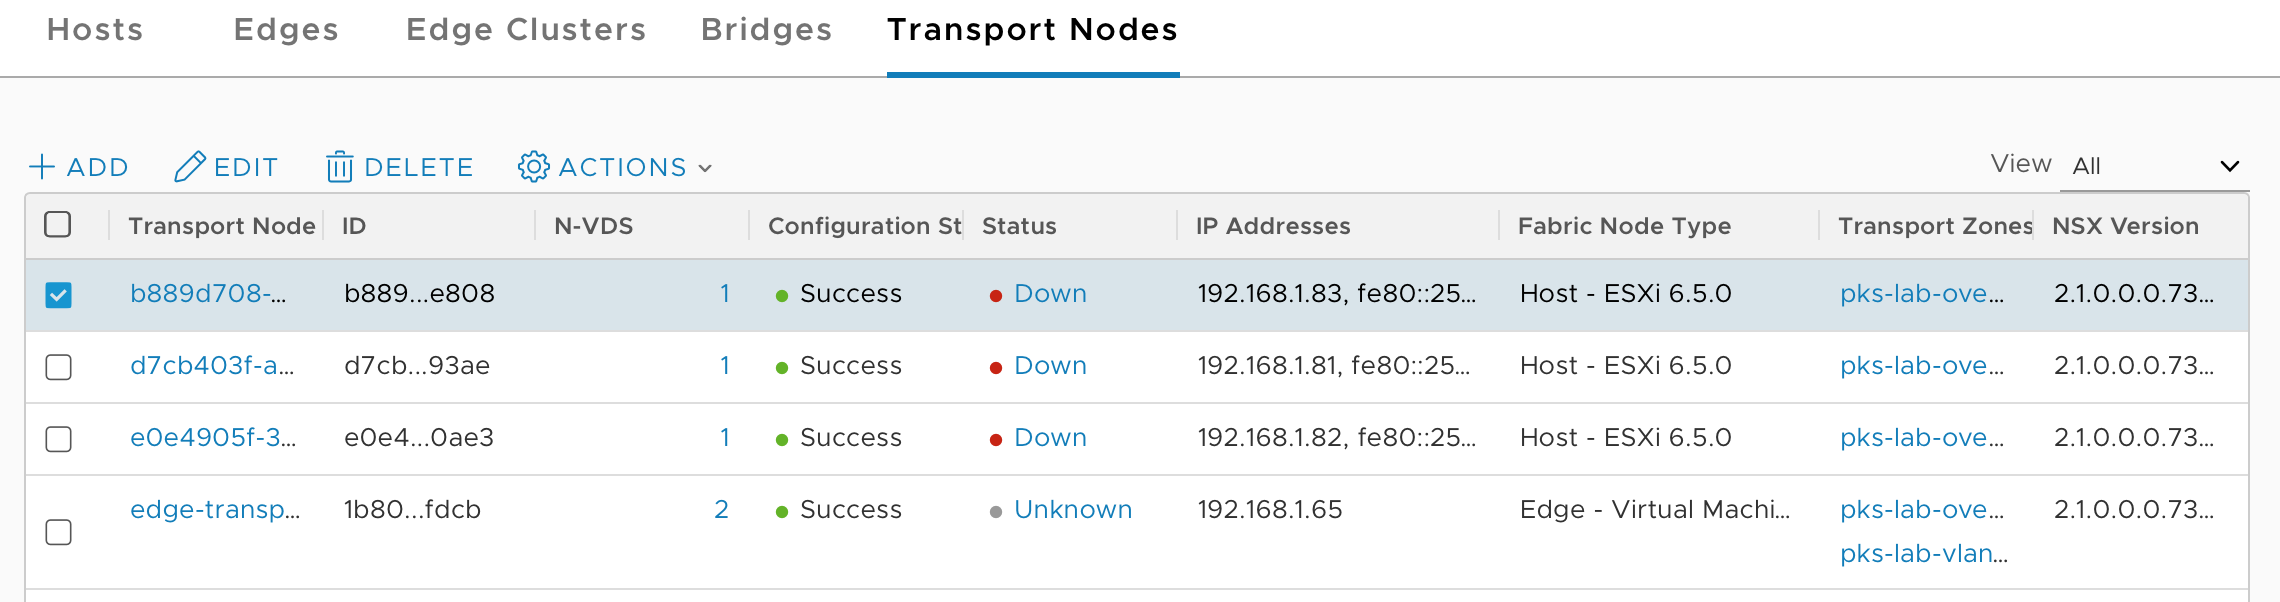 Hosts Edges Edge Clusters Bridges Transport Nodes
ADD EDIT DELETE ACTIONS View All
Transport Node ID N-VDS Configuration St Status IP Addresses Fabric Node Type Transport Zones NSX Version
b889d708-... b889...e808 1 Success Down 192.168.1.83, fe80::25... Host - ESXi 6.5.0 pks-lab-ove... 2.1.0.0.0.73...
d7cb403f-a... d7cb...93ae 1 Success Down 192.168.1.81, fe80::25... Host - ESXi 6.5.0 pks-lab-ove... 2.1.0.0.0.73...
e0e4905f-3... e0e4...0ae3 1 Success Down 192.168.1.82, fe80::25... Host - ESXi 6.5.0 pks-lab-ove... 2.1.0.0.0.73...
edge-transp... 1b80...fdcb 2 Success Unknown 192.168.1.65 Edge - Virtual Machi... pks-lab-ove... 2.1.0.0.0.73...
pks-lab-vlan...